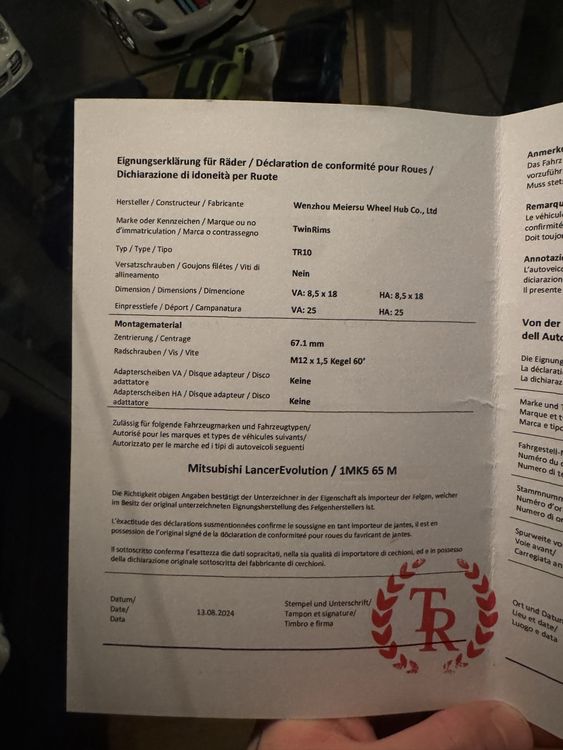 Eignungserklärung für Räder / Déclaration de conformité pour Roues /
Dichiarazione di Idoneità per Ruote
Hersteller / Constructeur / Fabricante Wenzhou Meiersu Wheel Hub Co., Ltd
Marke oder Kennzeichen / Marque ou no
d'immatriculation / Marca o contrassegno TwinRims
Typ / Type / Tipo TR10
Versatzschrauben / Goujons filétes / Viti di
allineamento Nein
Dimension / Dimensions / Dimencione VA: 8,5 x 18 HA: 8,5 x 18
Einpresstiefe / Déport / Campanatura VA: 25 HA: 25
Montagematerial
Zentrierung / Centrage 67.1 mm
Radschrauben / Vis / Vite M12 x 1,5 Kegel 60'
Adapterscheiben VA / Disque adapteur / Disco
adattatore Keine
Adapterscheiben HA / Disque adapteur / Disco
adattatore Keine
Zulässig für folgende Fahrzeugmarken und Fahrzeugtypen/
Autorisé pour les marques et types de véhicules suivants/
Autorizzato per le marche ed i tipi di autoveicoli seguenti
Mitsubishi LancerEvolution / 1MK5 65 M
Die Richtigkeit obigen Angaben bestätigt der Unterzeichner in der Eigenschaft als Importeur der Felgen, welcher
im Besitz der original unterzeichneten Eignungsherstellung des Felgenherstellers ist.
L'éxactitude des déclarations susmentionnées confirme le soussigne en tant importeur de jantes, il est en
possession de l'original signé de la déclaration de conformité pour roues du favricant de jantes.
Il sottoscritto conferma l'esattezza die dati sopracitati, nella sia qualità di importatore di cerchioni, ed e in possesso
della dichiarazione originale sottoscritta del fabbricante di cerchioni.
Datum/
Date/
Data
13.08.2024
Stempel und Unterschrift/
Tampon et signature/
Timbro e firma
TR
Anmerk
Das Fahrz
vorzuführ
Muss stet
Remarqu
Le véhicul
confirmité
Doit toujo
Annotazio
L'autoveic
diciarazion
Il presente
Von der
dell Auto
Die Eignung
La déclarati
La dichiaraz
Marke und T
Marque et t
Marca e tipo
Fahrgestell-N
Numéro du c
Numero di te
Stammnumm
Numéro d'or
Numero di or
Spurweite vo
Voie avant/
Carregiata an
Ort und Datum
Lieu et date/
Luogo e data